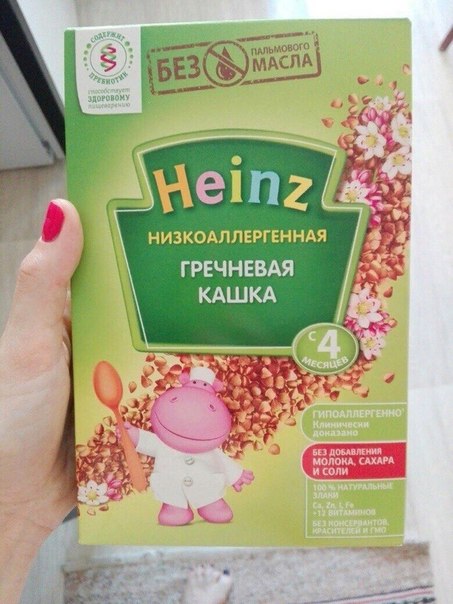 СОДЕРЖИТ
ПРЕБИОТИК
способствует
ЗДОРОВОМУ
пищеварению
БЕЗ ПАЛЬМОВОГО
МАСЛА
Heinz
НИЗКОАЛЛЕРГЕННАЯ
ГРЕЧНЕВАЯ
КАШКА
С 4
МЕСЯЦЕВ
ГИПОАЛЛЕРГЕННО
Клинически
доказано
БЕЗ ДОБАВЛЕНИЯ
МОЛОКА, САХАРА
И СОЛИ
100 % НАТУРАЛЬНЫЕ
ЗЛАКИ
Ca, Zn, I, Fe
+12 ВИТАМИНОВ
БЕЗ КОНСЕРВАНТОВ,
КРАСИТЕЛЕЙ И ГМО